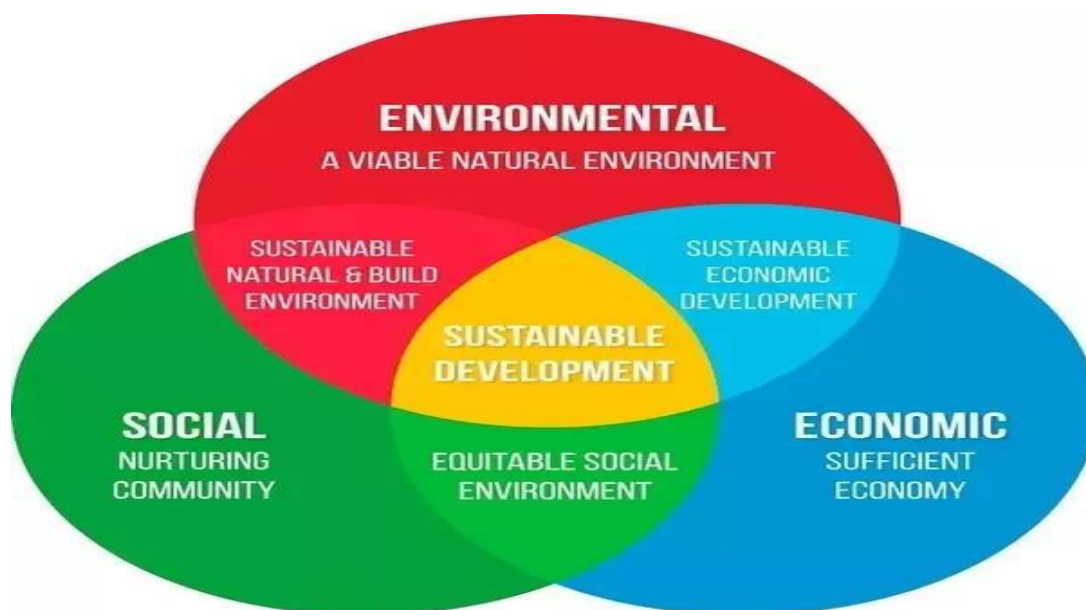 ENVIRONMENTAL
A VIABLE NATURAL ENVIRONMENT
SUSTAINABLE
NATURAL & BUILD
ENVIRONMENT
SUSTAINABLE
ECONOMIC
DEVELOPMENT
SUSTAINABLE
DEVELOPMENT
SOCIAL
NURTURING
COMMUNITY
EQUITABLE SOCIAL
ENVIRONMENT
ECONOMIC
SUFFICIENT
ECONOMY